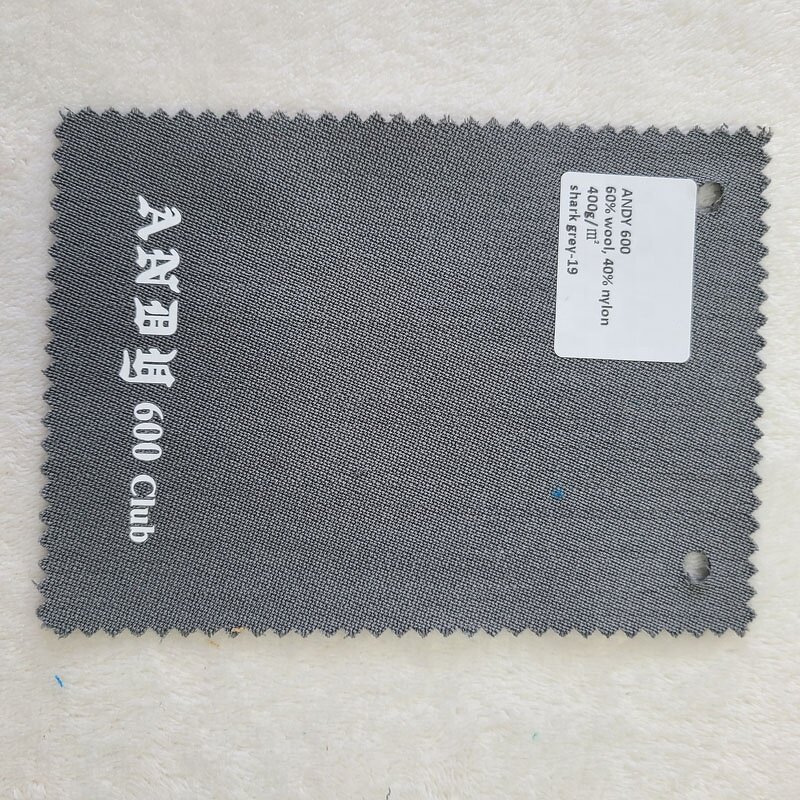 ANDY 600
60% wool, 40% nylon
400g/㎡
shark grey-19
ANDY 600 Club